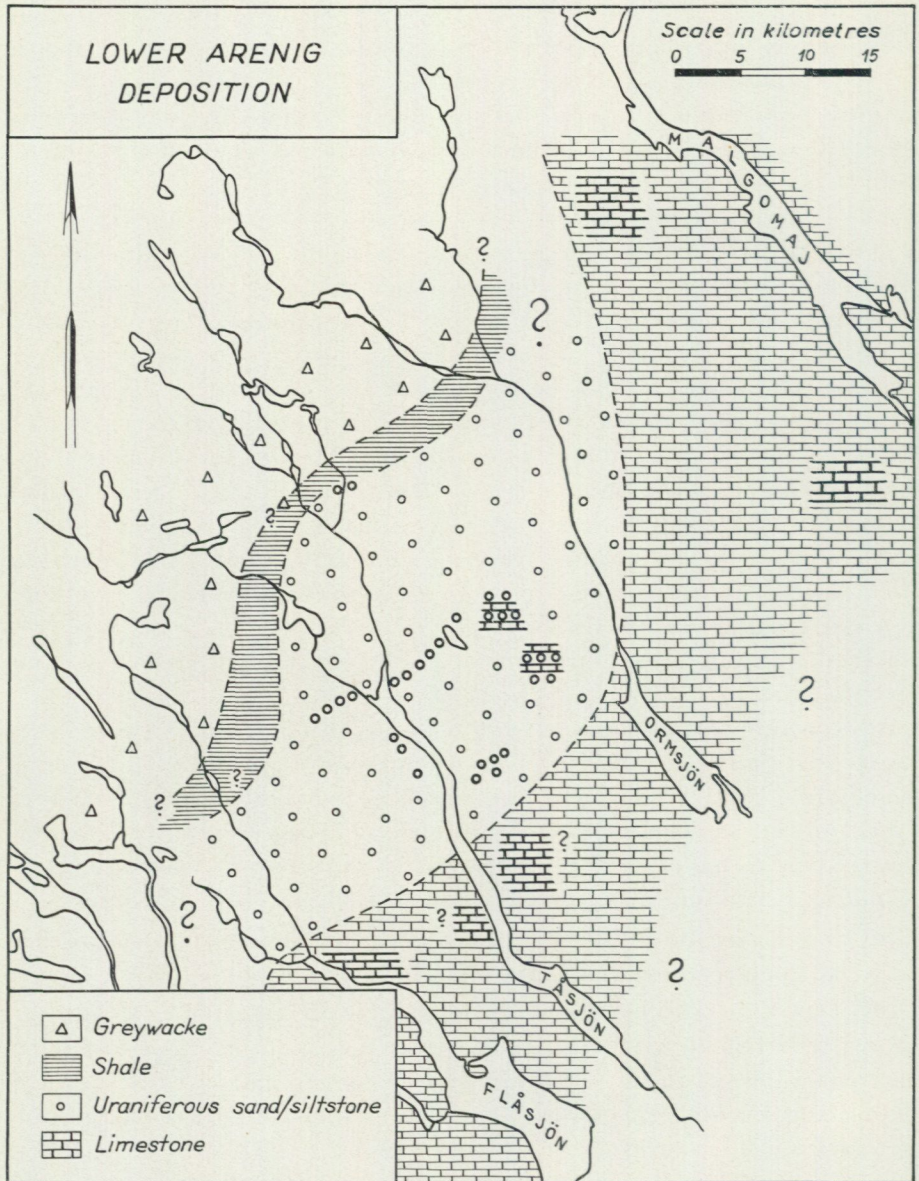 LOWER ARENIG
DEPOSITION
Scale in kilometres
0 5 10 15
MALGOMAJ
?
?
?
?
?
?
ORMSJÖN
?
?
?
?
?
TÅSJÖN
FLÅSJÖN
Greywacke
Shale
Uraniferous sand/siltstone
Limestone